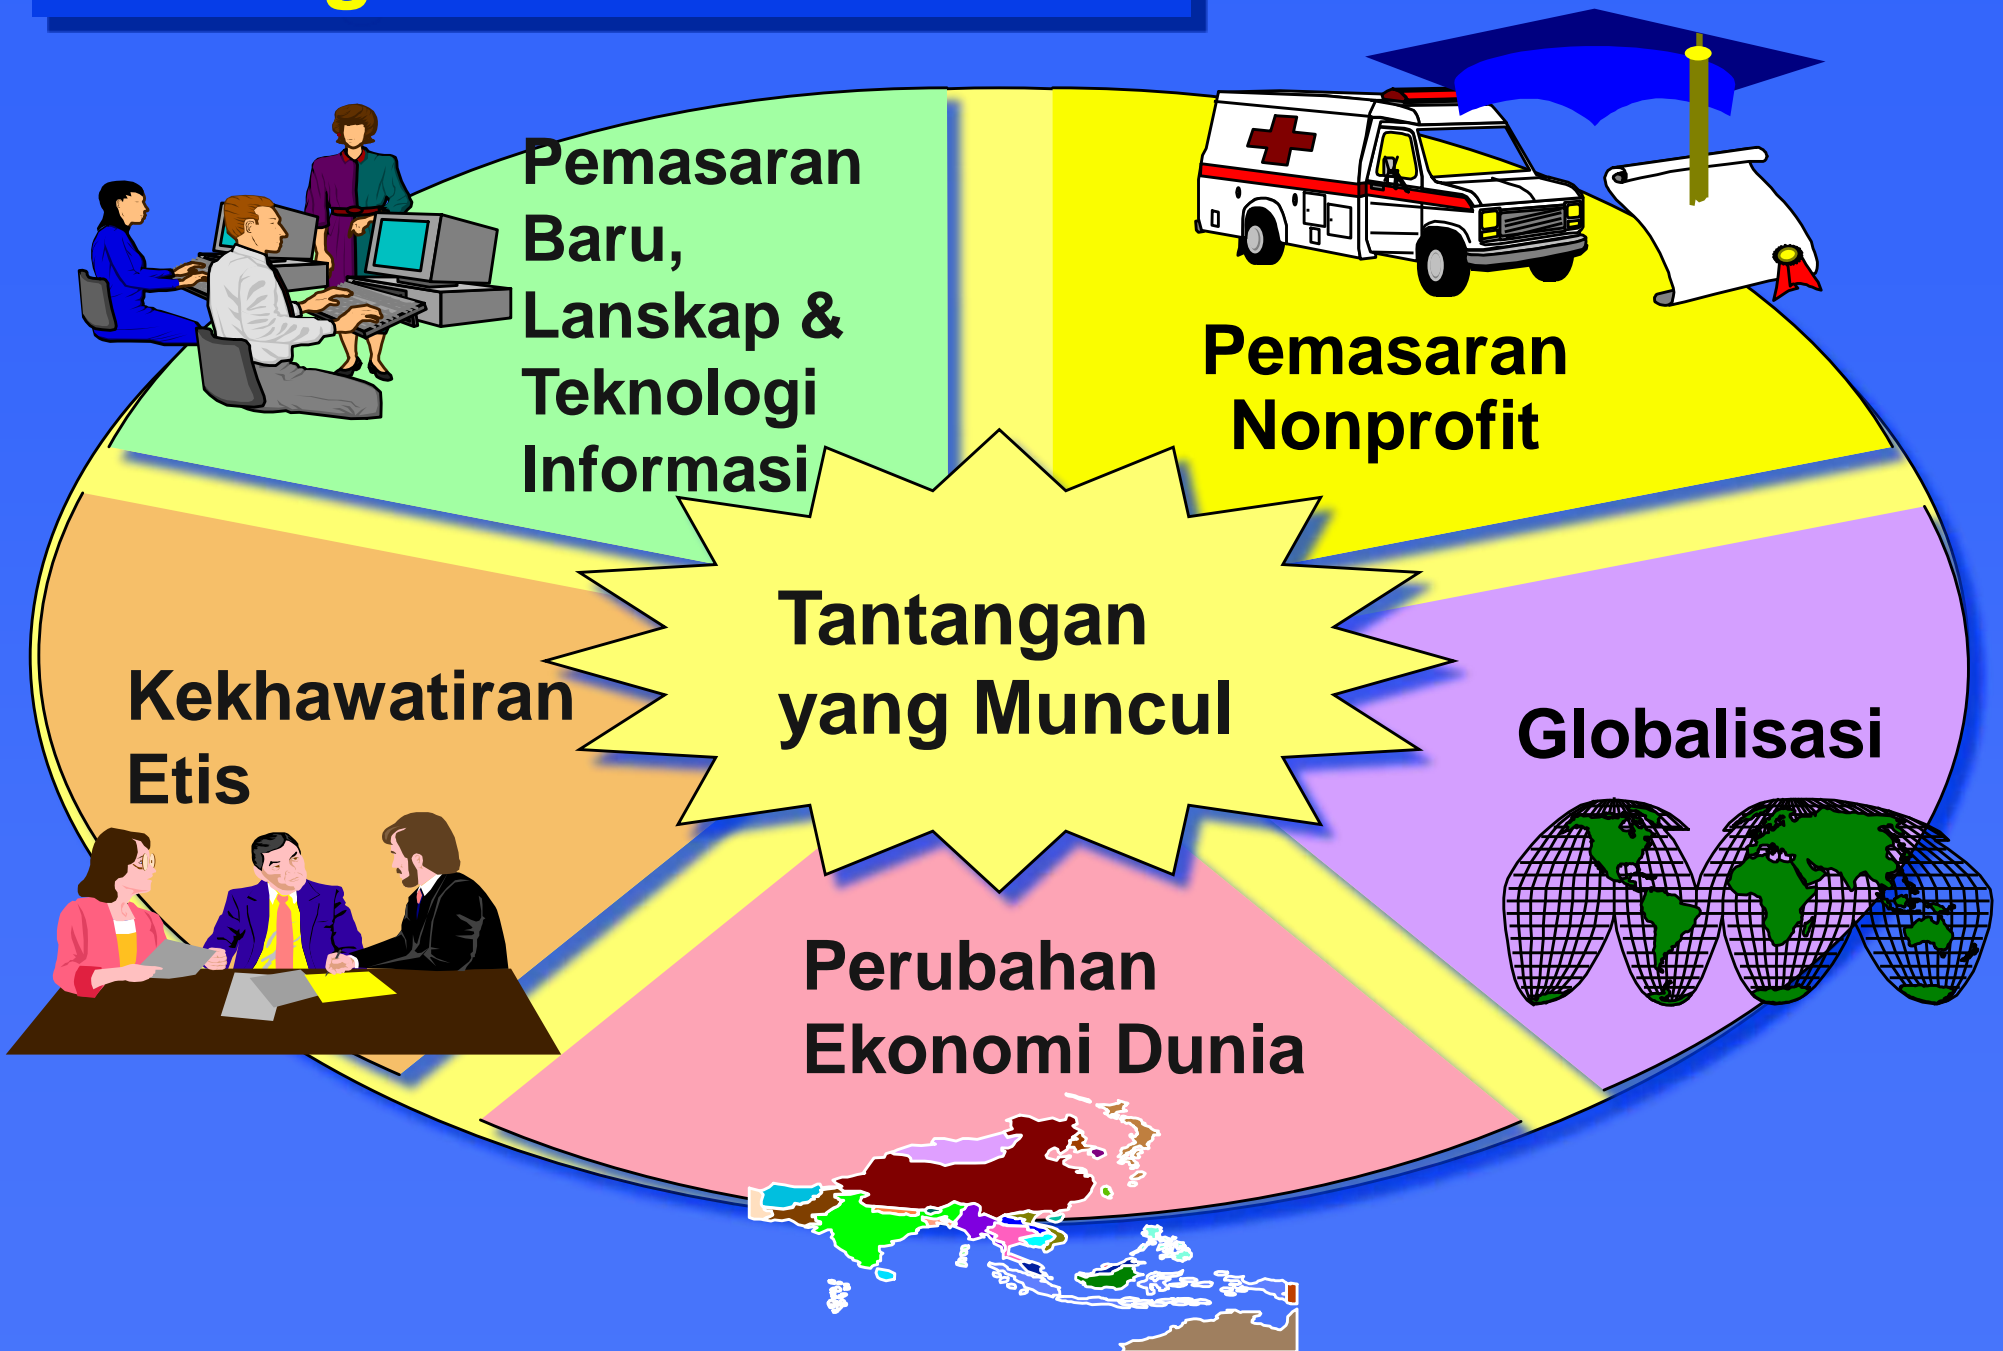 Pemasaran
Baru,
Lanskap &
Teknologi
Informasi
Pemasaran
Nonprofit
Tantangan
yang Muncul
Kekhawatiran
Etis
Globalisasi
Perubahan
Ekonomi Dunia